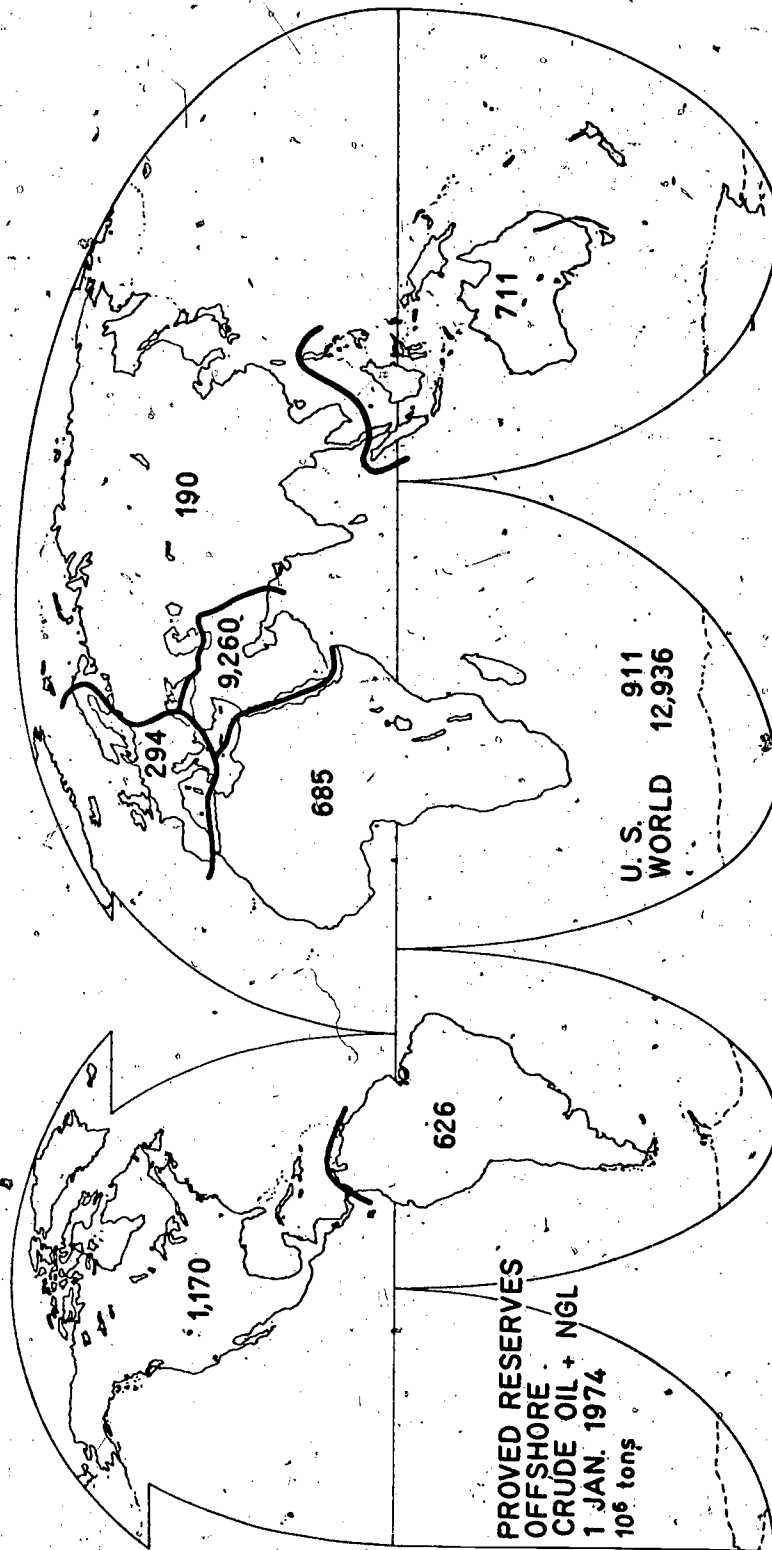 1,170
626
294
190
9,260
685
711
U. S. 911
WORLD 12,936
PROVED RESERVES
OFFSHORE
CRUDE OIL + NGL
1 JAN. 1974
10⁶ tons